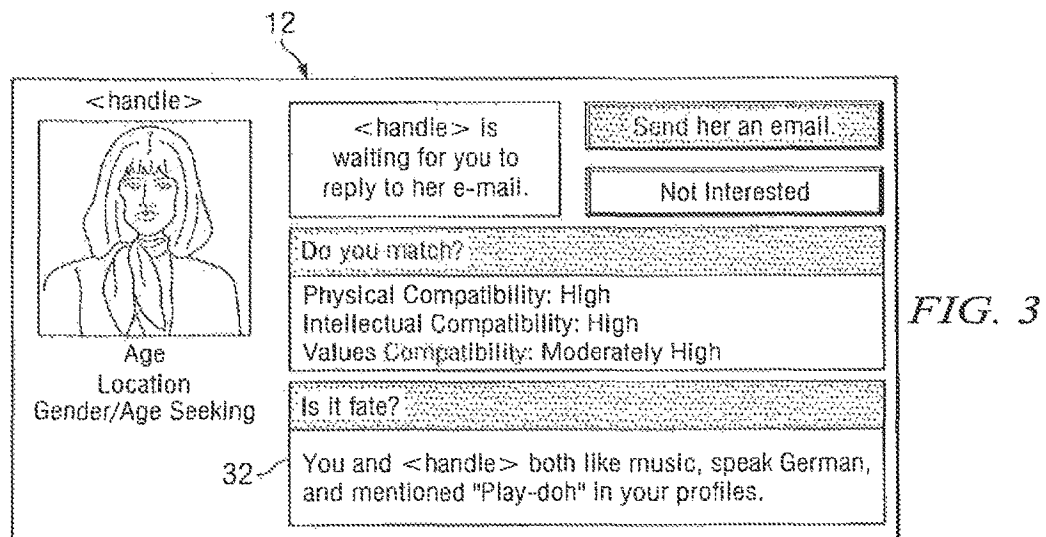 12
<handle>
Age
Location
Gender/Age Seeking
<handle> is
waiting for you to
reply to her e-mail.
Send her an email.
Not Interested
Do you match?
Physical Compatibility: High
Intellectual Compatibility: High
Values Compatibility: Moderately High
Is it fate?
32
You and <handle> both like music, speak German,
and mentioned "Play-doh" in your profiles.
FIG. 3